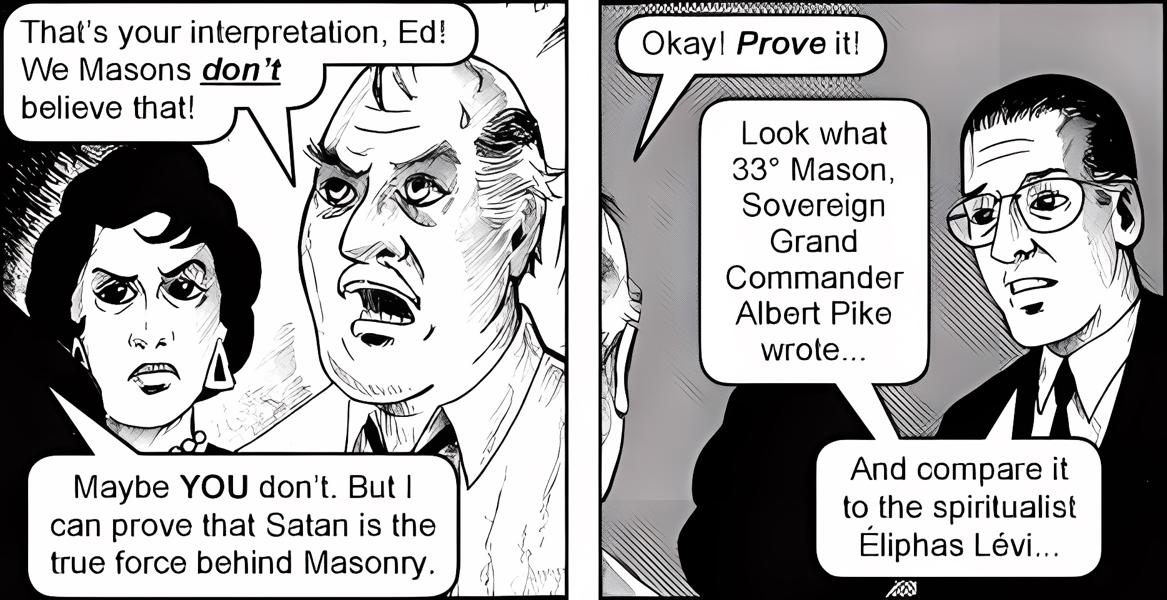 That's your interpretation, Ed!
We Masons don't
believe that!
Maybe YOU don't. But I
can prove that Satan is the
true force behind Masonry.
Okay! Prove it!
Look what
33° Mason,
Sovereign
Grand
Commander
Albert Pike
wrote...
And compare it
to the spiritualist
Éliphas Lévi...